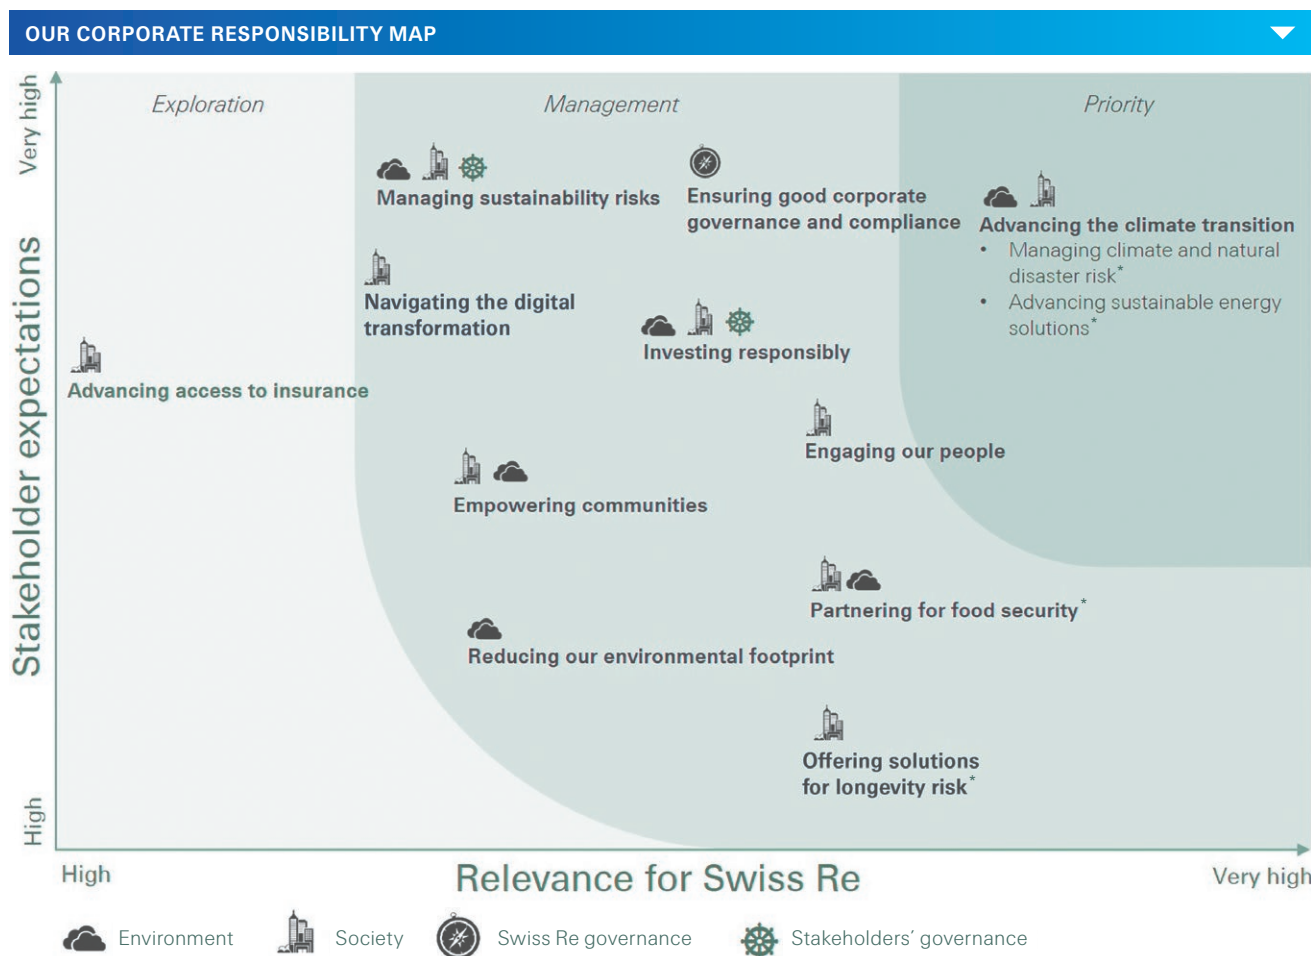 OUR CORPORATE RESPONSIBILITY MAP
Very high
Stakeholder expectations
High
Exploration
Management
Priority
Managing sustainability risks
Ensuring good corporate
governance and compliance
Advancing the climate transition
• Managing climate and natural
disaster risk*
• Advancing sustainable energy
solutions*
Navigating the digital
transformation
Investing responsibly
Advancing access to insurance
Engaging our people
Empowering communities
Partnering for food security*
Reducing our environmental footprint
Offering solutions
for longevity risk*
High
Relevance for Swiss Re
Very high
Environment
Society
Swiss Re governance
Stakeholders´ governance